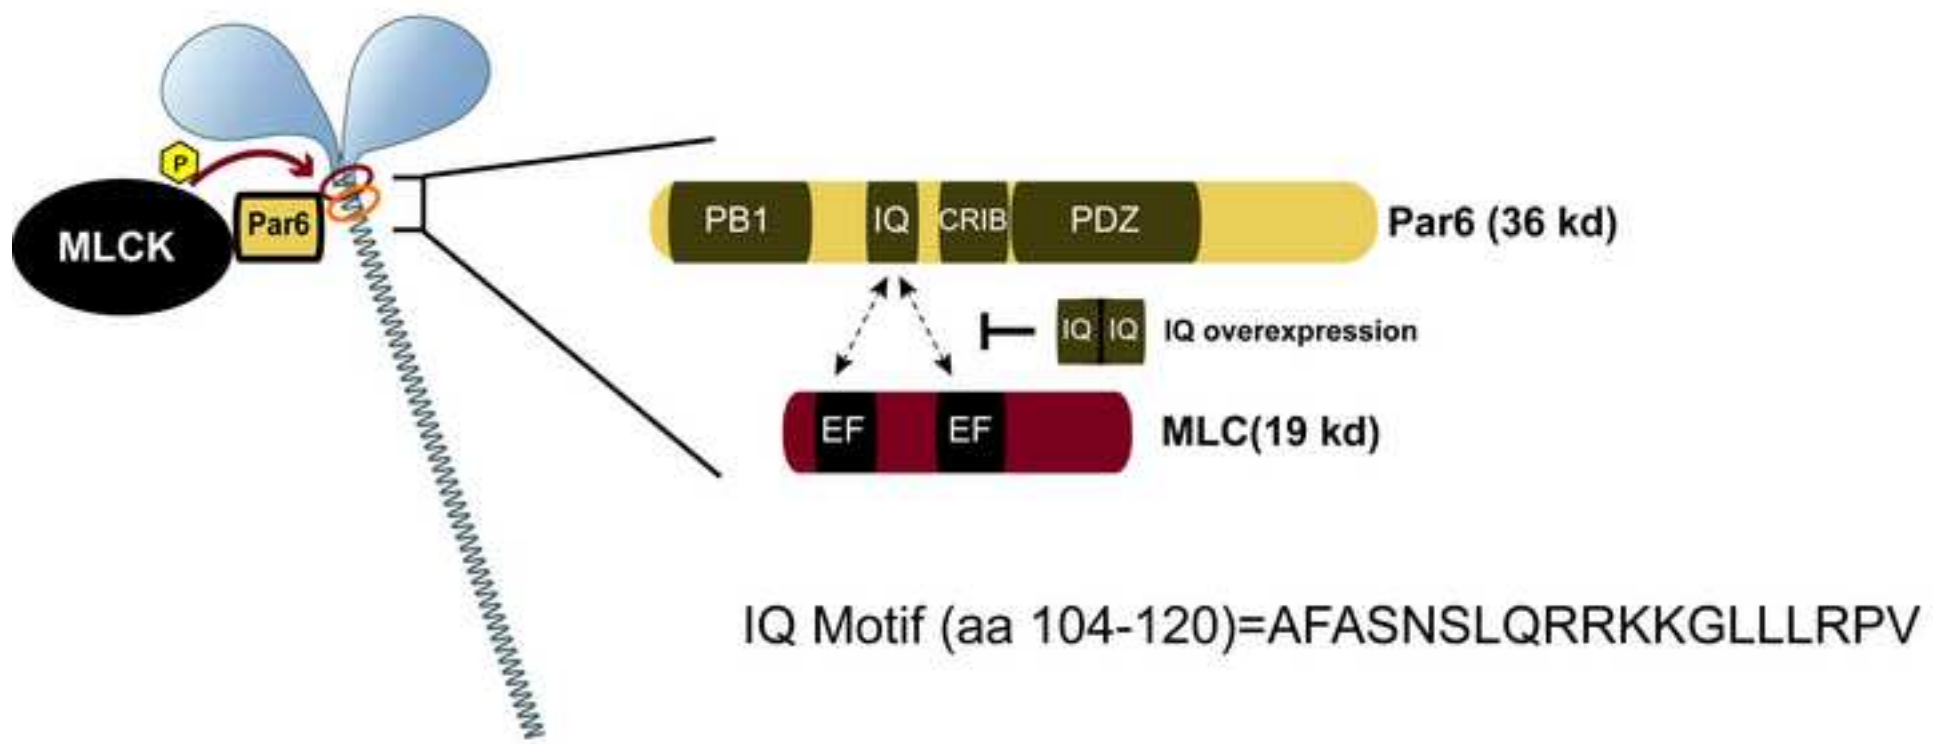 P
MLCK
Par6
PB1 IQ CRIB PDZ
Par6 (36 kd)
IQ IQ
IQ overexpression
EF EF
MLC(19 kd)
IQ Motif (aa 104-120)=AFASNSLQRRKKGLLLRPV